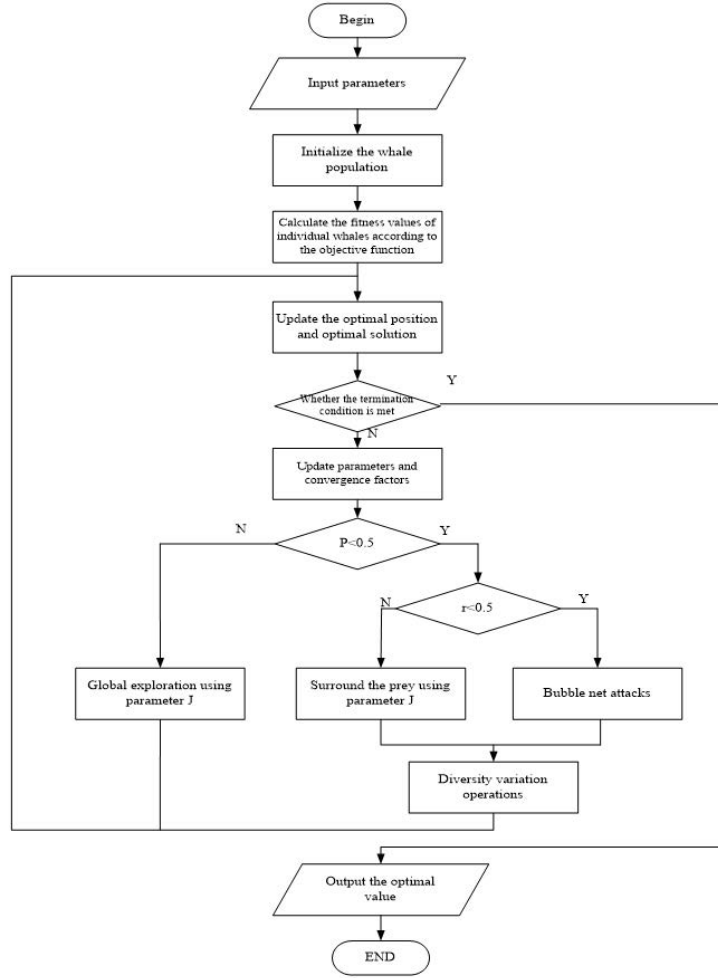 Begin
Input parameters
Initialize the whale
population
Calculate the fitness values of
individual whales according to
the objective function
Update the optimal position
and optimal solution
Y
Whether the termination
condition is met
N
Update parameters and
convergence factors
N
P<0.5
Y
N
r<0.5
Y
Global exploration using
parameter J
Surround the prey using
parameter J
Bubble net attacks
Diversity variation
operations
Output the optimal
value
END